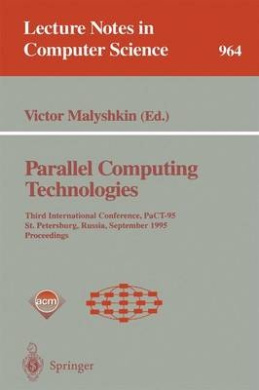 Lecture Notes in
Computer Science 964
Victor Malyshkin (Ed.)
Parallel Computing
Technologies
Third International Conference, PaCT-95
St. Petersburg, Russia, September 1995
Proceedings
acm
Springer